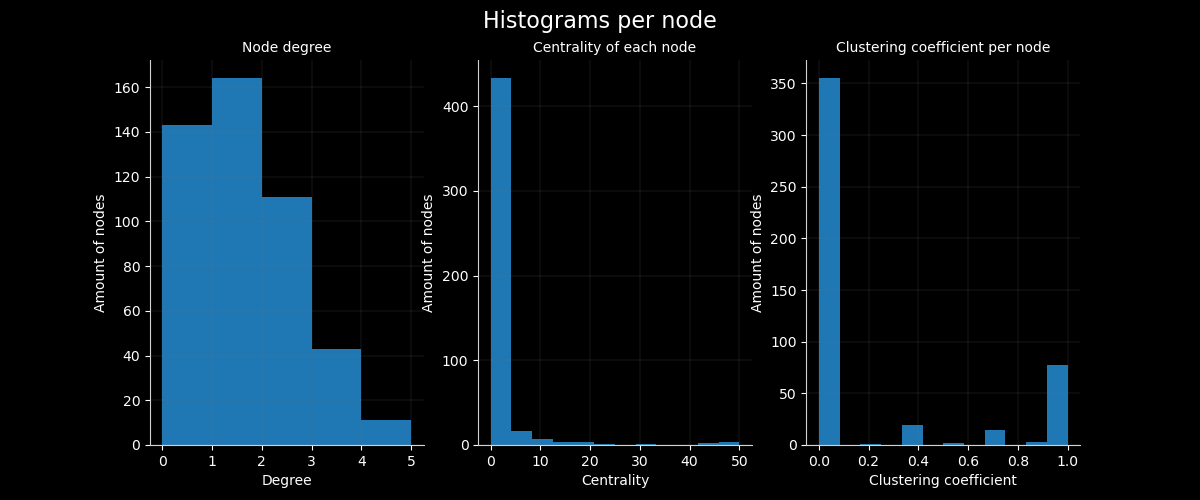 Histograms per node
Node degree
Amount of nodes
160
140
120
100
80
60
40
20
0
0 1 2 3 4 5
Degree
Centrality of each node
Amount of nodes
400
300
200
100
0
0 10 20 30 40 50
Centrality
Clustering coefficient per node
Amount of nodes
350
300
250
200
150
100
50
0
0.0 0.2 0.4 0.6 0.8 1.0
Clustering coefficient